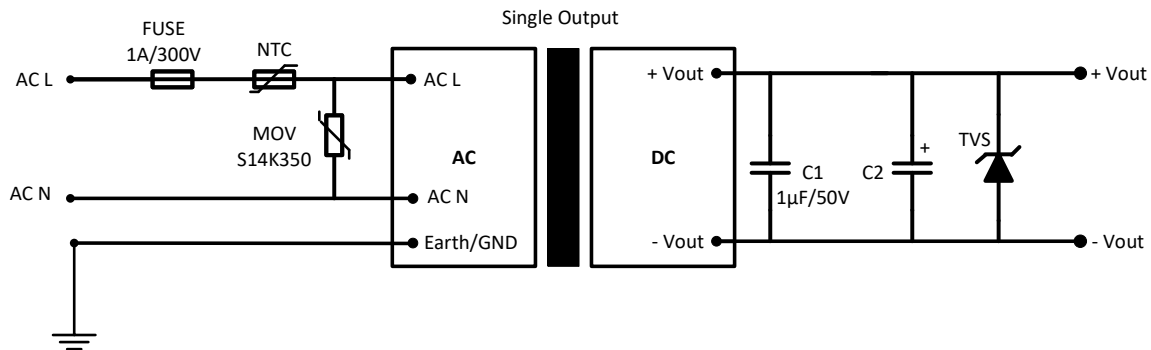 Single Output
FUSE
1A/300V
NTC
AC L
AC L
+ Vout
+ Vout
MOV
S14K350
AC
DC
C1
1µF/50V
C2
+
TVS
AC N
AC N
Earth/GND
- Vout
- Vout